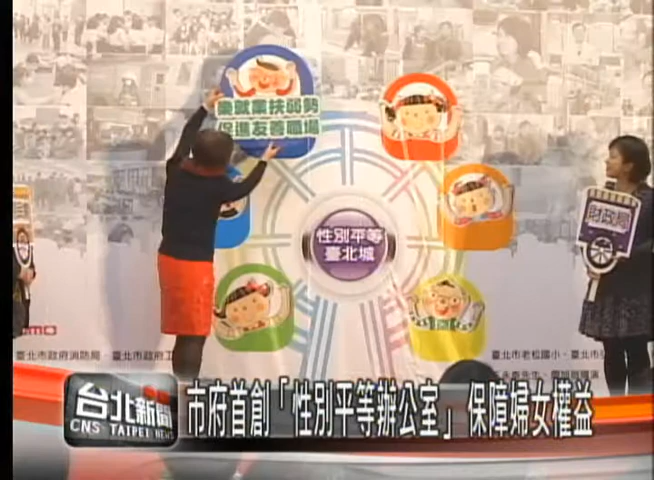 業就業扶弱勢
促進友善職場
性別平等
臺北城
財政局
臺北市政府消防局、臺北市政府工
臺北市老松國小、臺北市
台北新聞
CNS TAIPEI NEWS
市府首創「性別平等辦公室」保障婦女權益